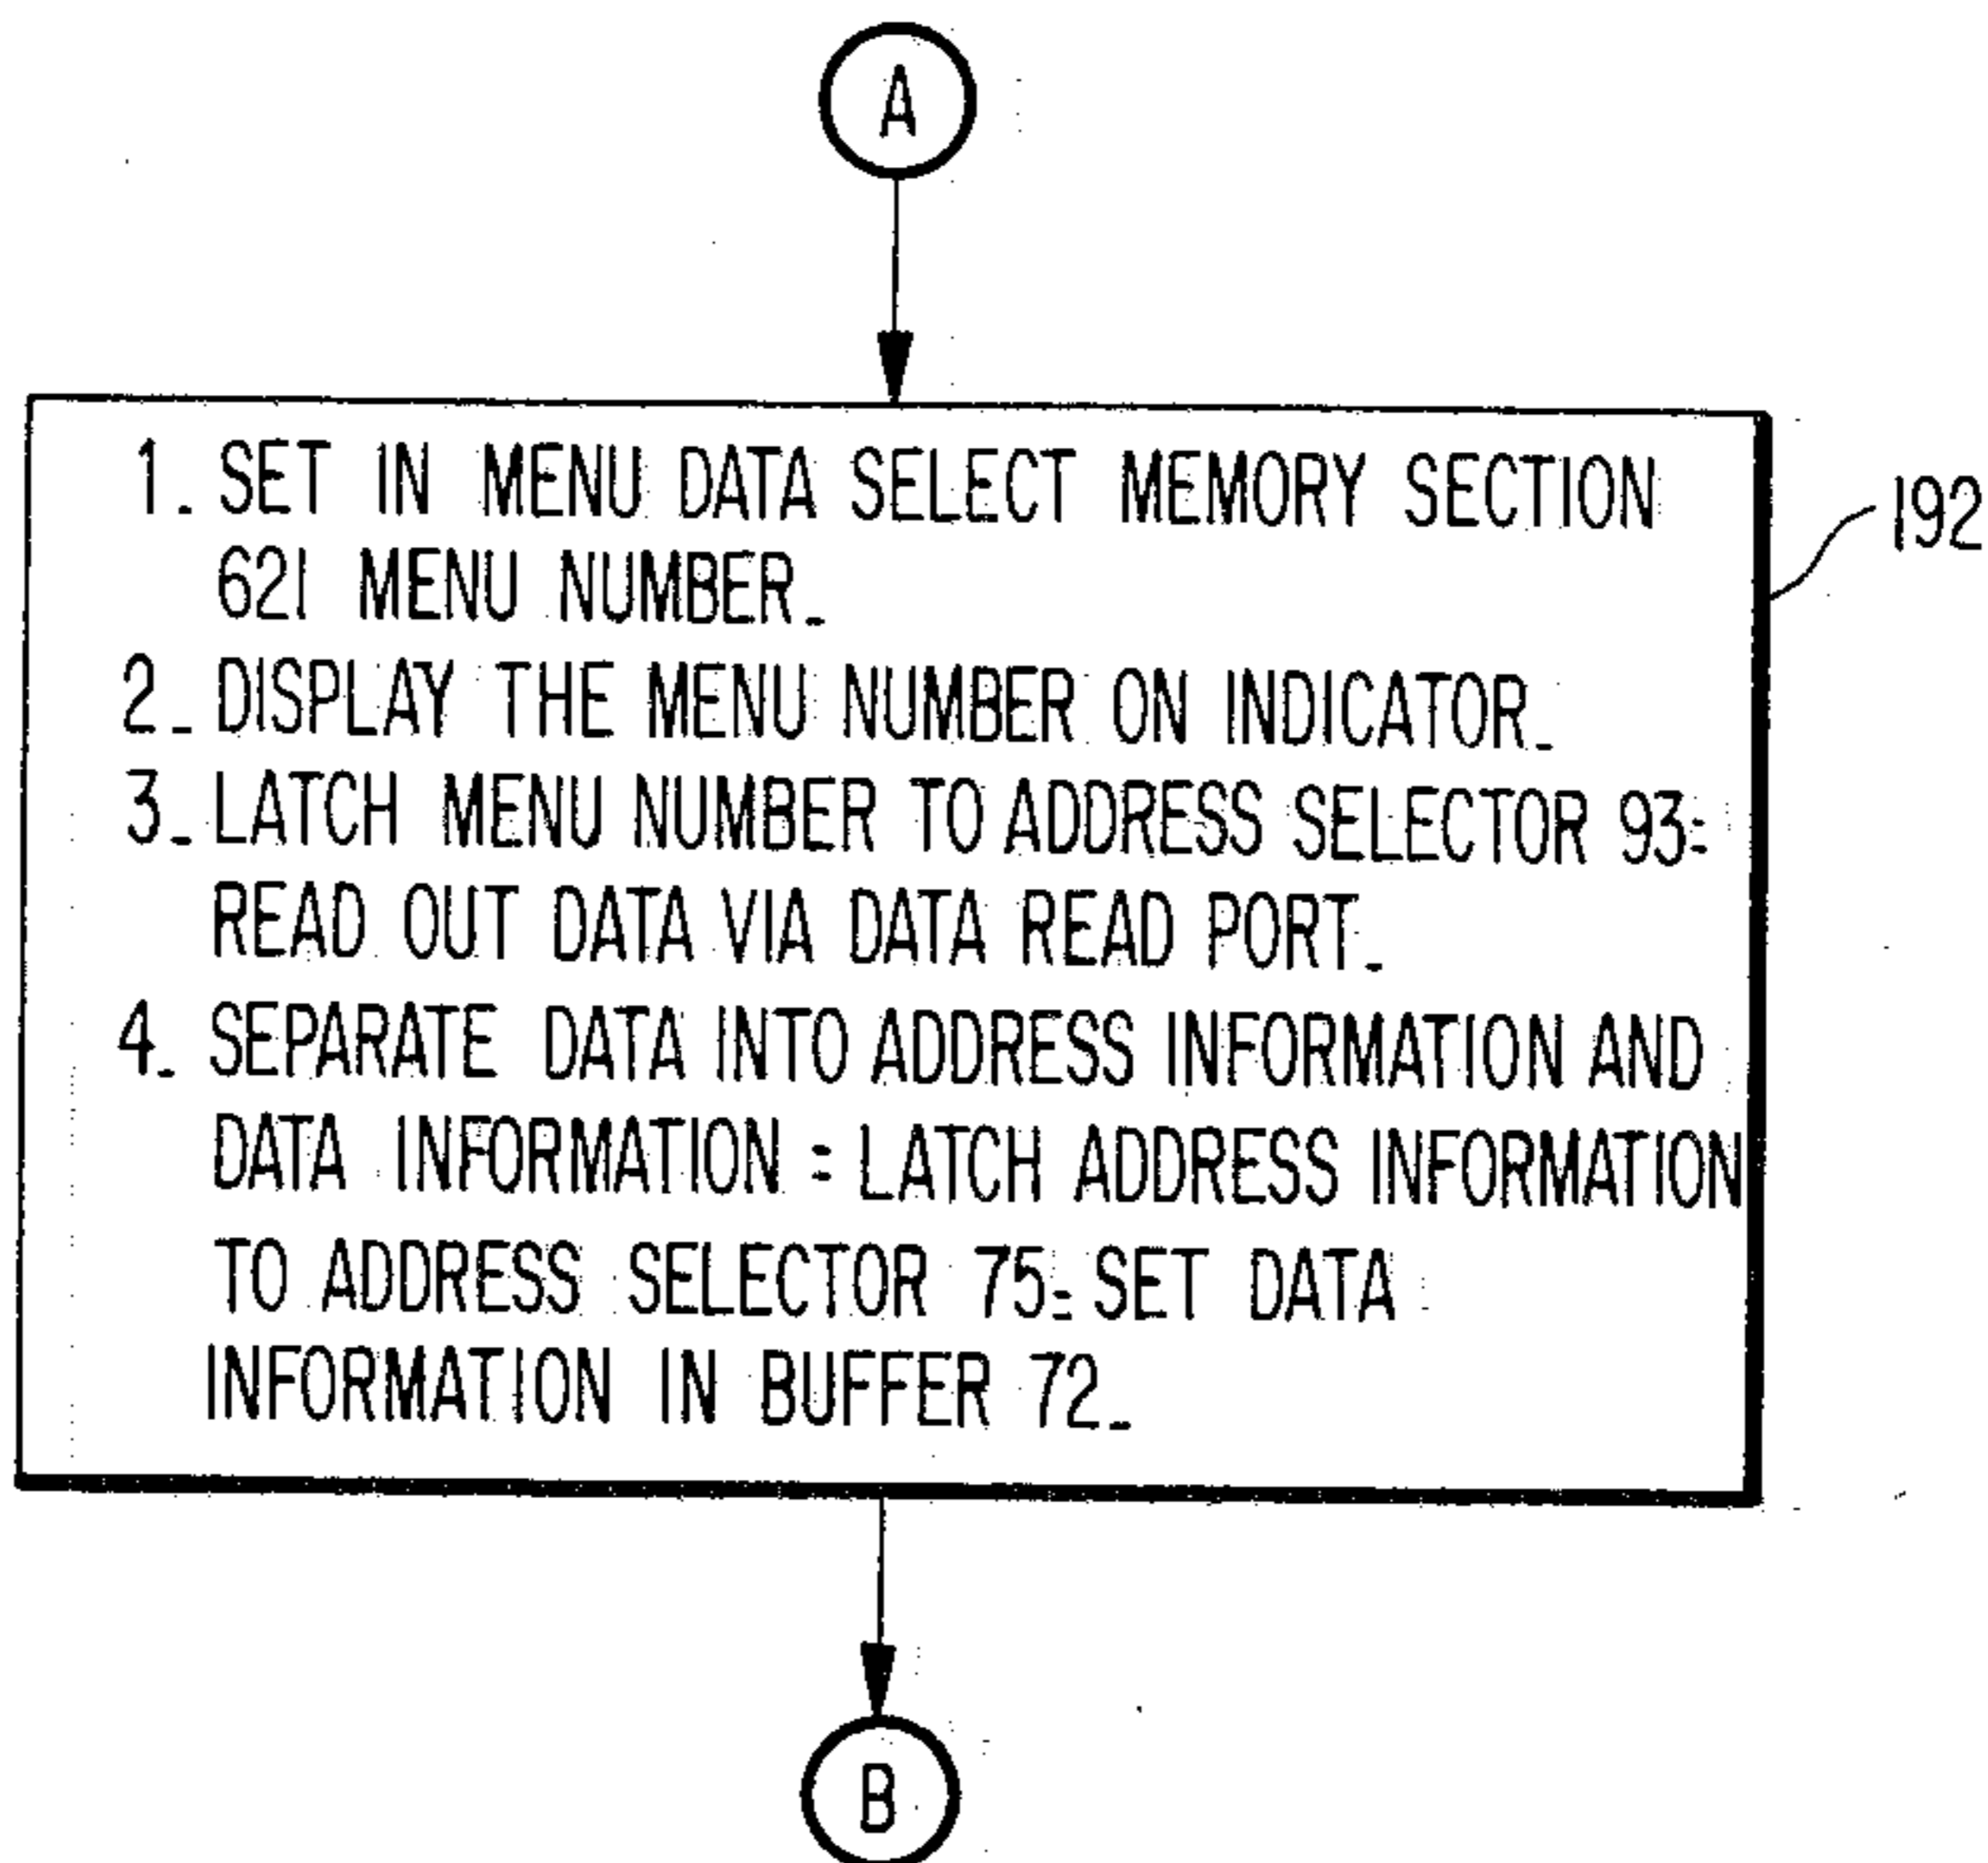 A
1. SET IN MENU DATA SELECT MEMORY SECTION
621 MENU NUMBER.
192
2. DISPLAY THE MENU NUMBER ON INDICATOR.
3. LATCH MENU NUMBER TO ADDRESS SELECTOR 93:
READ OUT DATA VIA DATA READ PORT.
4. SEPARATE DATA INTO ADDRESS INFORMATION AND
DATA INFORMATION : LATCH ADDRESS INFORMATION
TO ADDRESS SELECTOR 75: SET DATA
INFORMATION IN BUFFER 72.
B